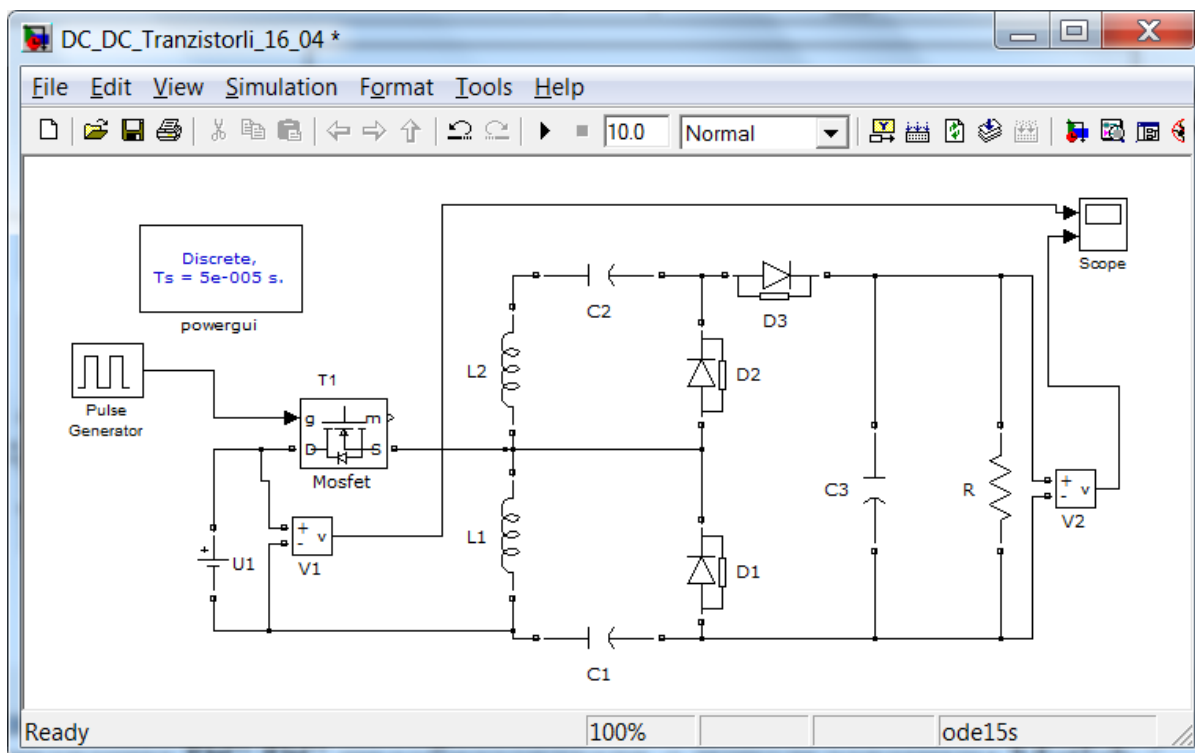 DC_DC_Tranzistorli_16_04 *
File Edit View Simulation Format Tools Help
10.0 Normal
Discrete,
Ts = 5e-005 s.
powergui
Scope
C2
D3
L2
D2
T1
g m
D S
Mosfet
Pulse
Generator
U1
+
-
v
V1
L1
D1
C3
R
+
-
v
V2
C1
Ready 100% ode15s